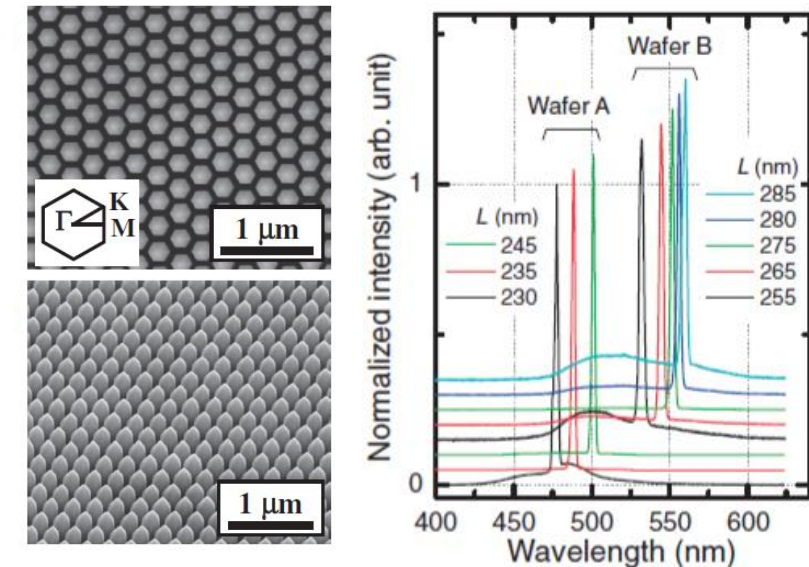 Γ
K
M
1 μm
1 μm
Normalized intensity (arb. unit)
1
0
Wafer A
Wafer B
L (nm)
245
235
230
L (nm)
285
280
275
265
255
400 450 500 550 600
Wavelength (nm)